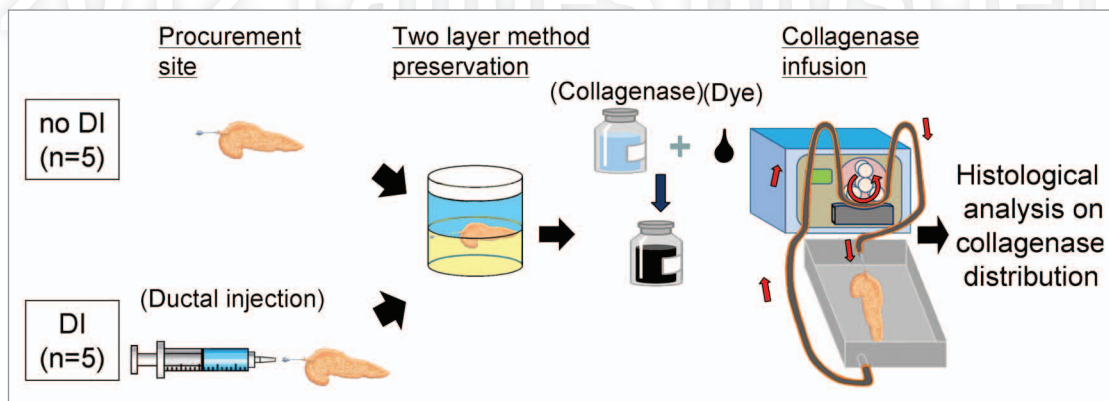 Procurement
site
Two layer method
preservation
Collagenase
infusion
(Collagenase)
(Dye)
no DI
(n=5)
+
Histological
analysis on
collagenase
distribution
(Ductal injection)
DI
(n=5)